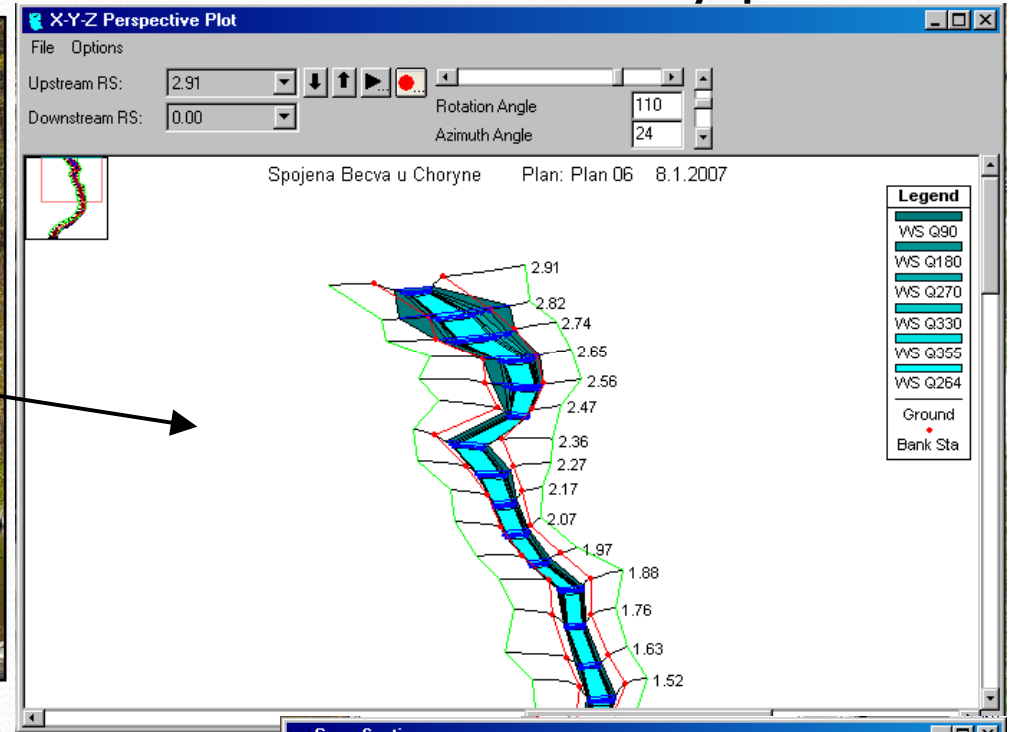 X-Y-Z Perspective Plot
File Options
Upstream RS: 2.91
Downstream RS: 0.00
Rotation Angle 110
Azimuth Angle 24
Spojena Becva u Choryne Plan: Plan 06 8.1.2007
Legend
WS Q90
WS Q180
WS Q270
WS Q330
WS Q355
WS Q264
Ground
Bank Sta
2.91
2.82
2.74
2.65
2.56
2.47
2.36
2.27
2.17
2.07
1.97
1.88
1.76
1.63
1.52